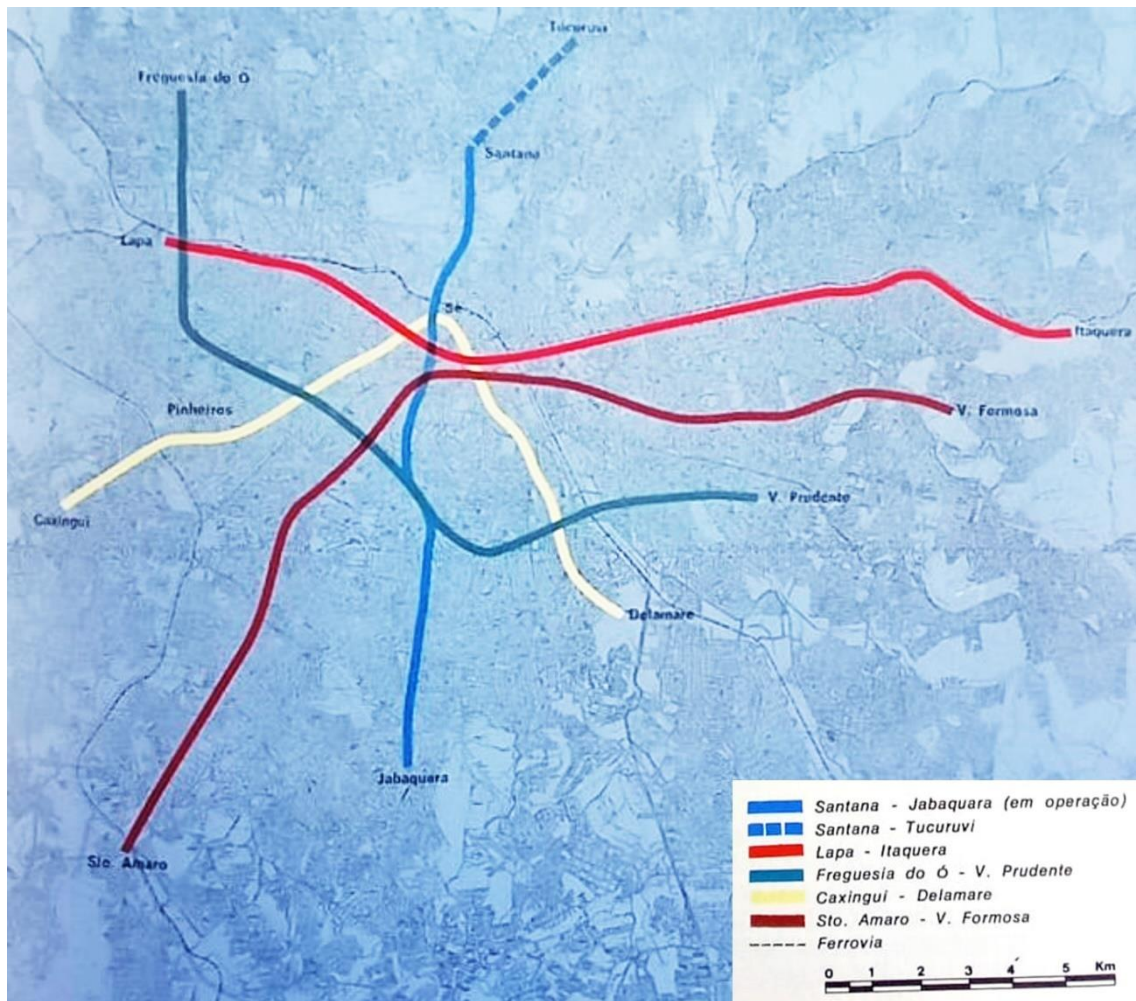 Tucuruvi
Freguesia do Ó
Santana
Lapa
Sé
Itaquera
Pinheiros
V. Formosa
Caxingui
V. Prudente
Delamare
Jabaquara
Sto. Amaro
Santana - Jabaquara (em operação)
Santana - Tucuruvi
Lapa - Itaquera
Freguesia do Ó - V. Prudente
Caxingui - Delamare
Sto. Amaro - V. Formosa
Ferrovia
0 1 2 3 4 5 Km